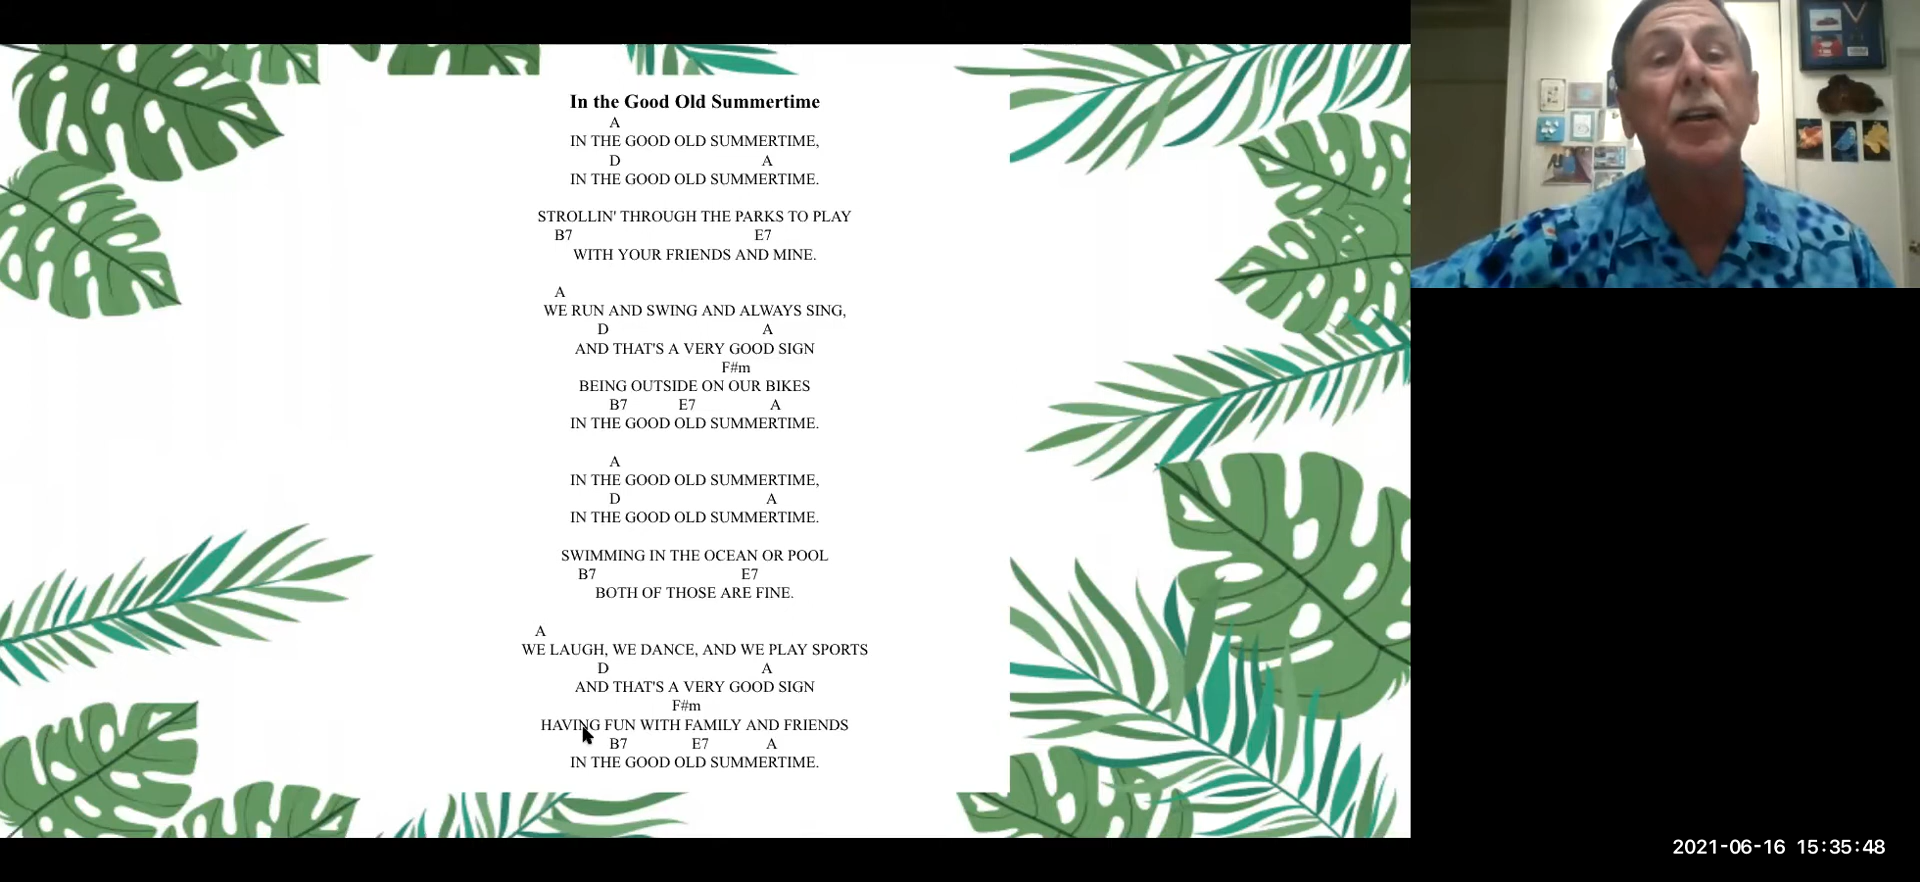 In the Good Old Summertime
A
IN THE GOOD OLD SUMMERTIME,
D A
IN THE GOOD OLD SUMMERTIME.
STROLLIN' THROUGH THE PARKS TO PLAY
B7 E7
WITH YOUR FRIENDS AND MINE.
A
WE RUN AND SWING AND ALWAYS SING,
D A
AND THAT'S A VERY GOOD SIGN
F#m
BEING OUTSIDE ON OUR BIKES
B7 E7 A
IN THE GOOD OLD SUMMERTIME.
A
IN THE GOOD OLD SUMMERTIME,
D A
IN THE GOOD OLD SUMMERTIME.
SWIMMING IN THE OCEAN OR POOL
B7 E7
BOTH OF THOSE ARE FINE.
A
WE LAUGH, WE DANCE, AND WE PLAY SPORTS
D A
AND THAT'S A VERY GOOD SIGN
F#m
HAVING FUN WITH FAMILY AND FRIENDS
B7 E7 A
IN THE GOOD OLD SUMMERTIME.
2021-06-16 15:35:48